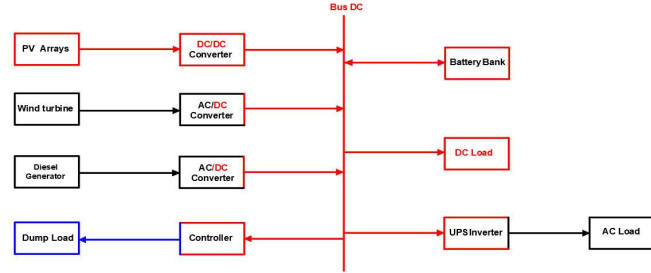 Bus DC
PV Arrays
DC/DC
Converter
Battery Bank
Wind turbine
AC/DC
Converter
Diesel
Generator
AC/DC
Converter
DC Load
Dump Load
Controller
UPS Inverter
AC Load